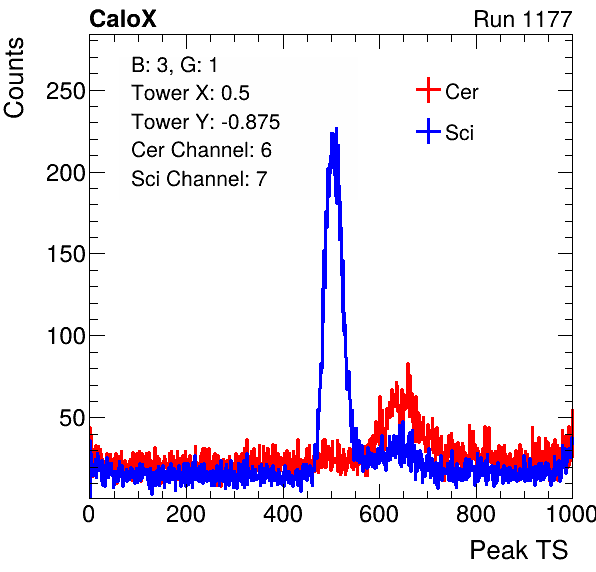 CaloX Run 1177
Counts
B: 3, G: 1
Tower X: 0.5
Tower Y: -0.875
Cer Channel: 6
Sci Channel: 7
Cer
Sci
250
200
150
100
50
0 200 400 600 800 1000
Peak TS